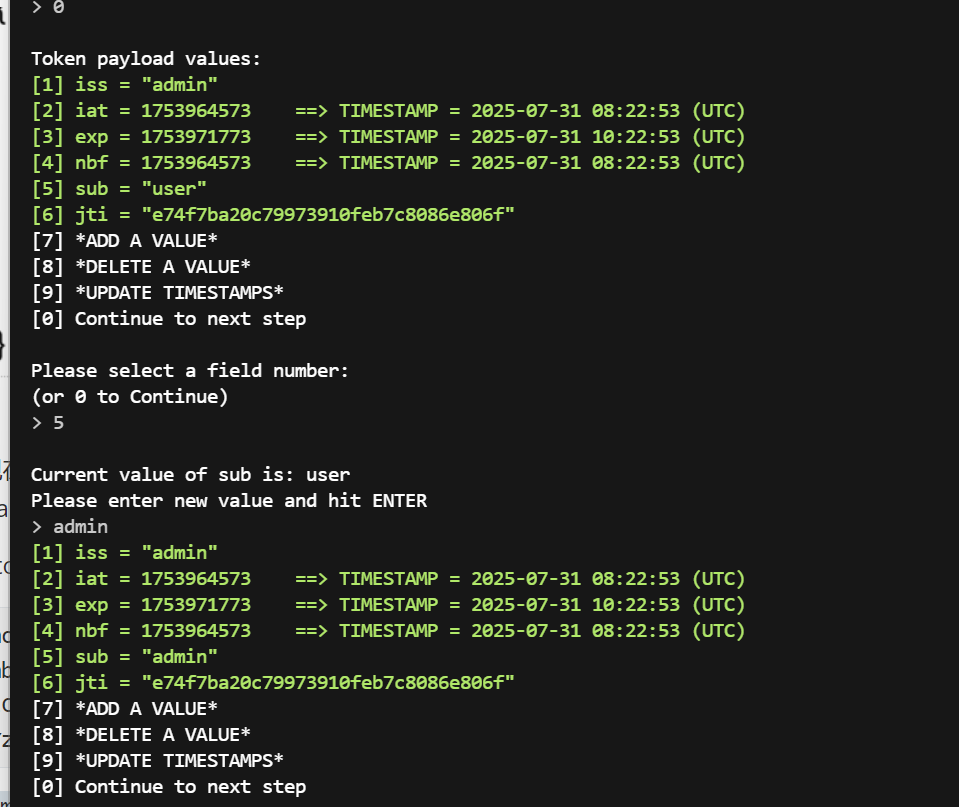 > 0
Token payload values:
[1] iss = "admin"
[2] iat = 1753964573    ==> TIMESTAMP = 2025-07-31 08:22:53 (UTC)
[3] exp = 1753971773    ==> TIMESTAMP = 2025-07-31 10:22:53 (UTC)
[4] nbf = 1753964573    ==> TIMESTAMP = 2025-07-31 08:22:53 (UTC)
[5] sub = "user"
[6] jti = "e74f7ba20c79973910feb7c8086e806f"
[7] *ADD A VALUE*
[8] *DELETE A VALUE*
[9] *UPDATE TIMESTAMPS*
[0] Continue to next step
Please select a field number:
(or 0 to Continue)
> 5
Current value of sub is: user
Please enter new value and hit ENTER
> admin
[1] iss = "admin"
[2] iat = 1753964573    ==> TIMESTAMP = 2025-07-31 08:22:53 (UTC)
[3] exp = 1753971773    ==> TIMESTAMP = 2025-07-31 10:22:53 (UTC)
[4] nbf = 1753964573    ==> TIMESTAMP = 2025-07-31 08:22:53 (UTC)
[5] sub = "admin"
[6] jti = "e74f7ba20c79973910feb7c8086e806f"
[7] *ADD A VALUE*
[8] *DELETE A VALUE*
[9] *UPDATE TIMESTAMPS*
[0] Continue to next step